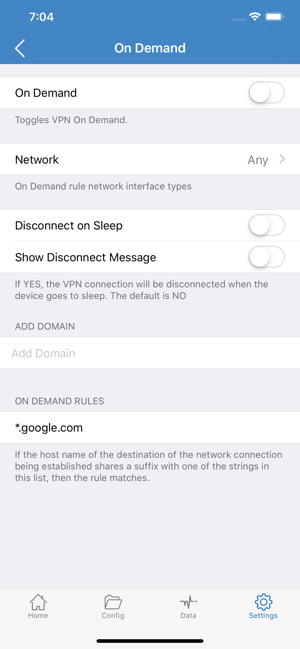 7:04
On Demand
On Demand
Toggles VPN On Demand.
Network Any
On Demand rule network interface types
Disconnect on Sleep
Show Disconnect Message
If YES, the VPN connection will be disconnected when the
device goes to sleep. The default is NO
ADD DOMAIN
Add Domain
ON DEMAND RULES
*.google.com
If the host name of the destination of the network connection
being established shares a suffix with one of the strings in
this list, then the rule matches.
Home Config Data Settings